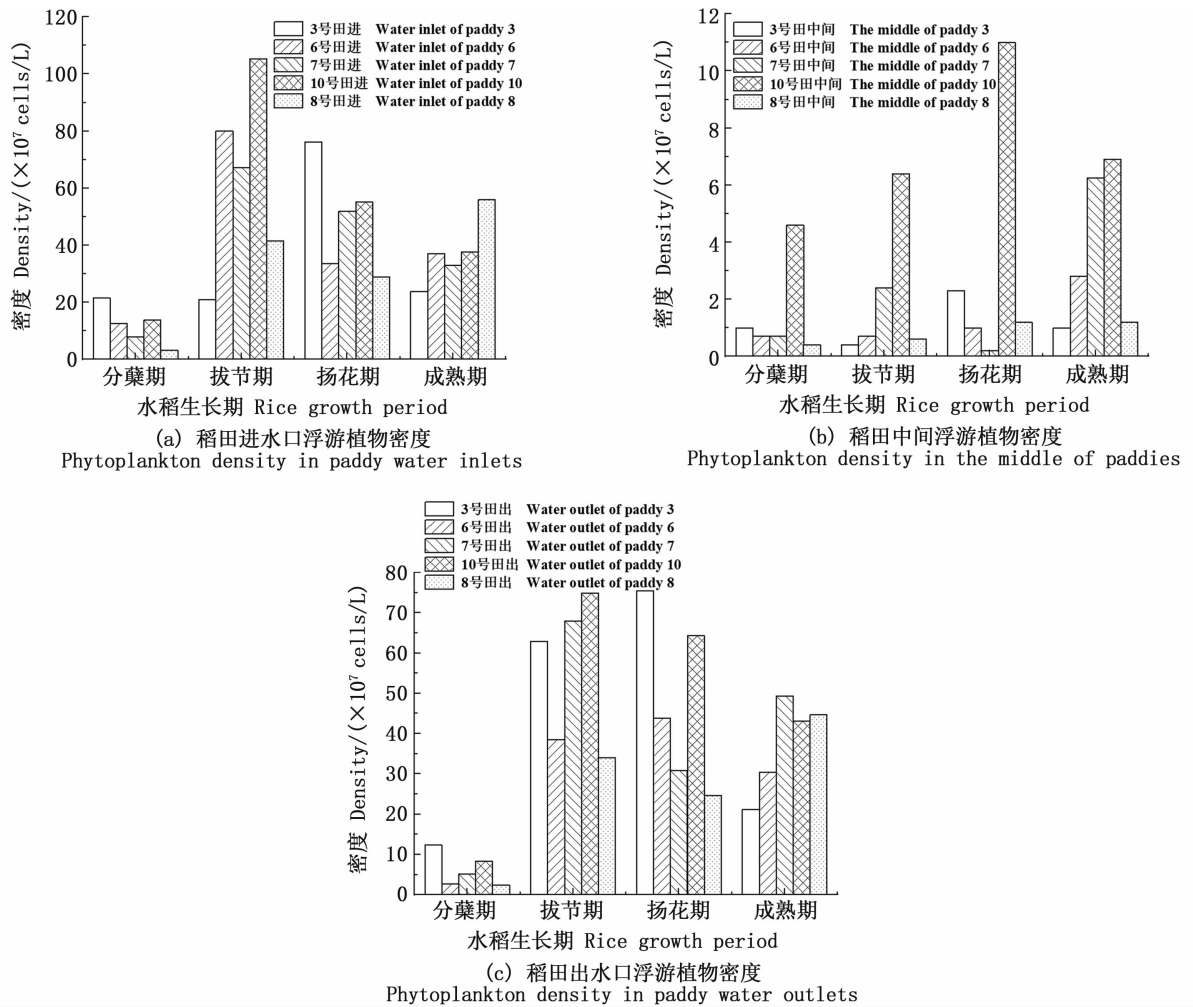 密度 Density/(×10⁷ cells/L)
120
100
80
60
40
20
0
3号田进 Water inlet of paddy 3
6号田进 Water inlet of paddy 6
7号田进 Water inlet of paddy 7
10号田进 Water inlet of paddy 10
8号田进 Water inlet of paddy 8
分蘖期 拔节期 扬花期 成熟期
水稻生长期 Rice growth period
(a) 稻田进水口浮游植物密度
Phytoplankton density in paddy water inlets
密度 Density/(×10⁷ cells/L)
12
10
8
6
4
2
0
3号田中间 The middle of paddy 3
6号田中间 The middle of paddy 6
7号田中间 The middle of paddy 7
10号田中间 The middle of paddy 10
8号田中间 The middle of paddy 8
分蘖期 拔节期 扬花期 成熟期
水稻生长期 Rice growth period
(b) 稻田中间浮游植物密度
Phytoplankton density in the middle of paddies
3号田出 Water outlet of paddy 3
6号田出 Water outlet of paddy 6
7号田出 Water outlet of paddy 7
10号田出 Water outlet of paddy 10
8号田出 Water outlet of paddy 8
密度 Density/(×10⁷ cells/L)
80
70
60
50
40
30
20
10
0
分蘖期 拔节期 扬花期 成熟期
水稻生长期 Rice growth period
(c) 稻田出水口浮游植物密度
Phytoplankton density in paddy water outlets